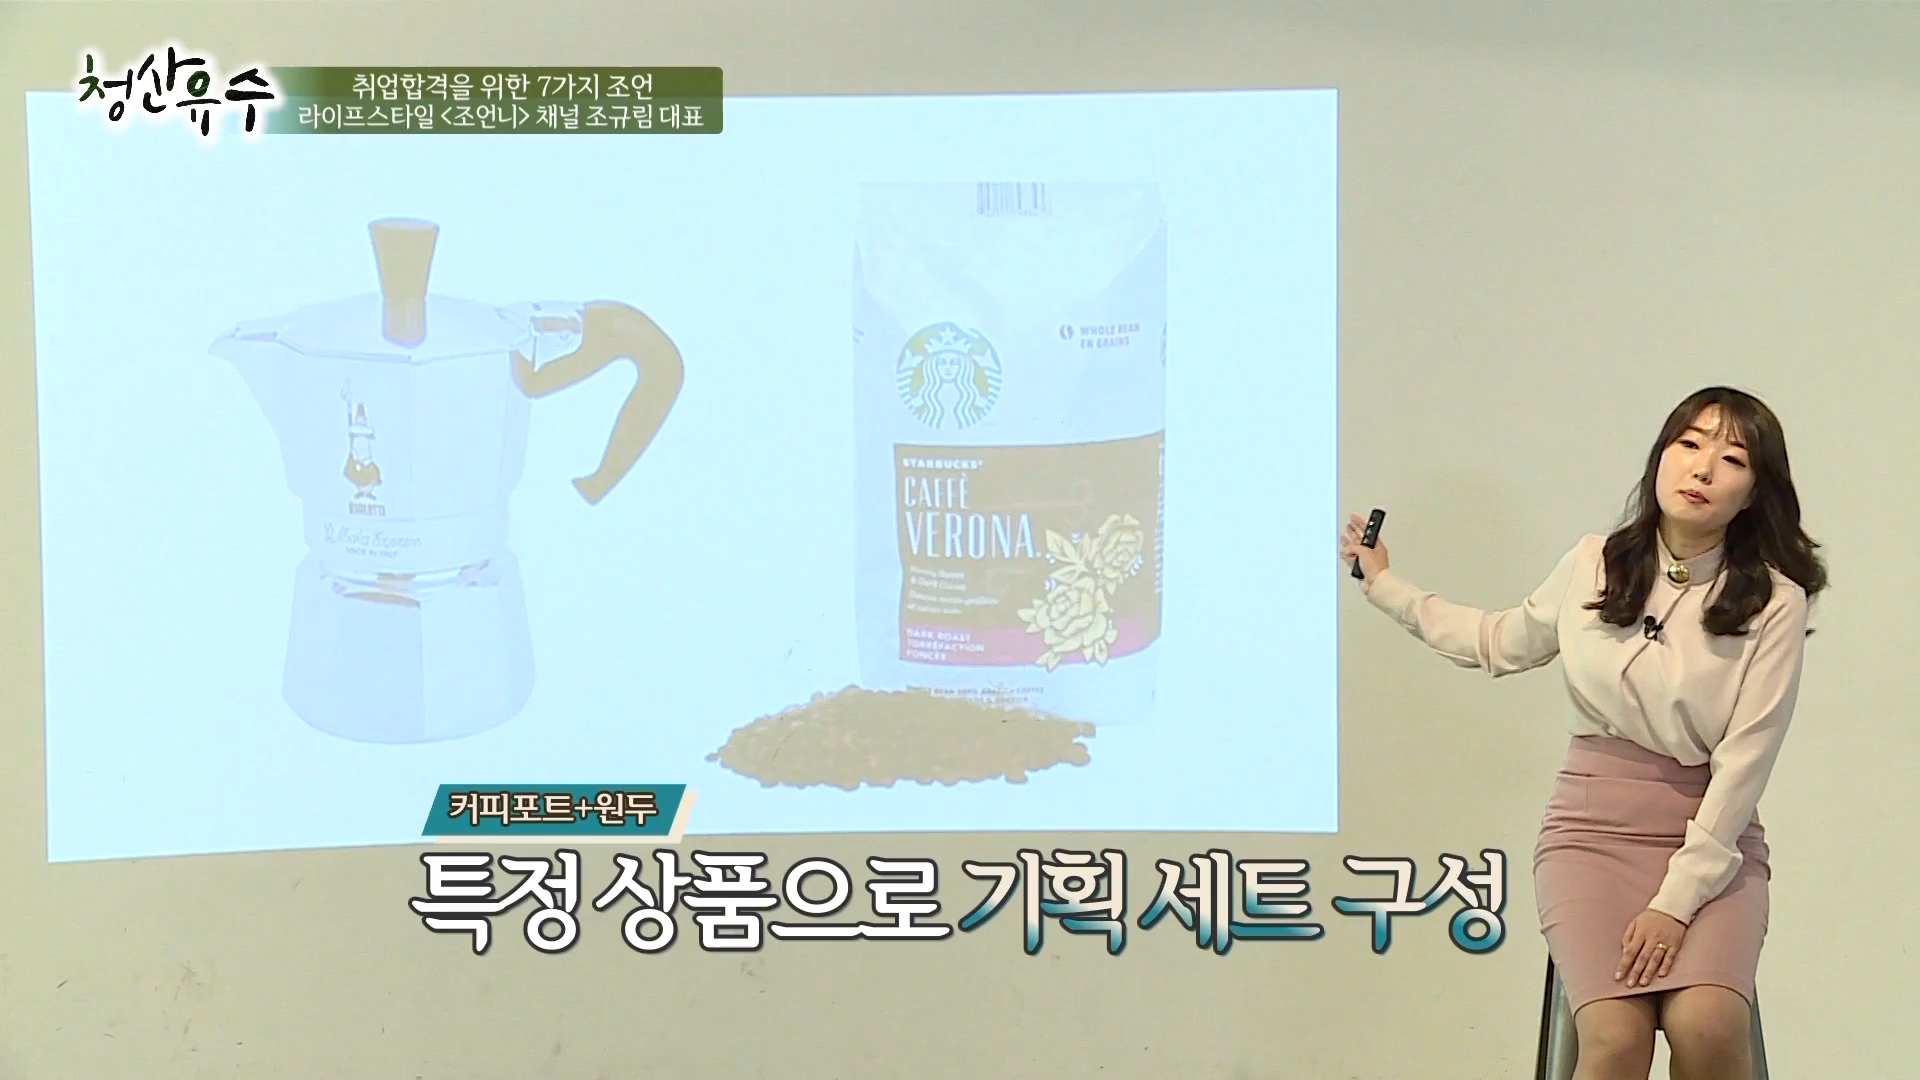 청산유수
취업합격을 위한 7가지 조언
라이프스타일 <조언니> 채널 조규림 대표
WHOLE BEAN
EN GRAINS
STARBUCKS
CAFFÈ
VERONA
DARK ROAST
TORRÉFACTION
FONCÉE
BIALETTI
Moka Express
커피포트+원두
특정 상품으로 기획 세트 구성